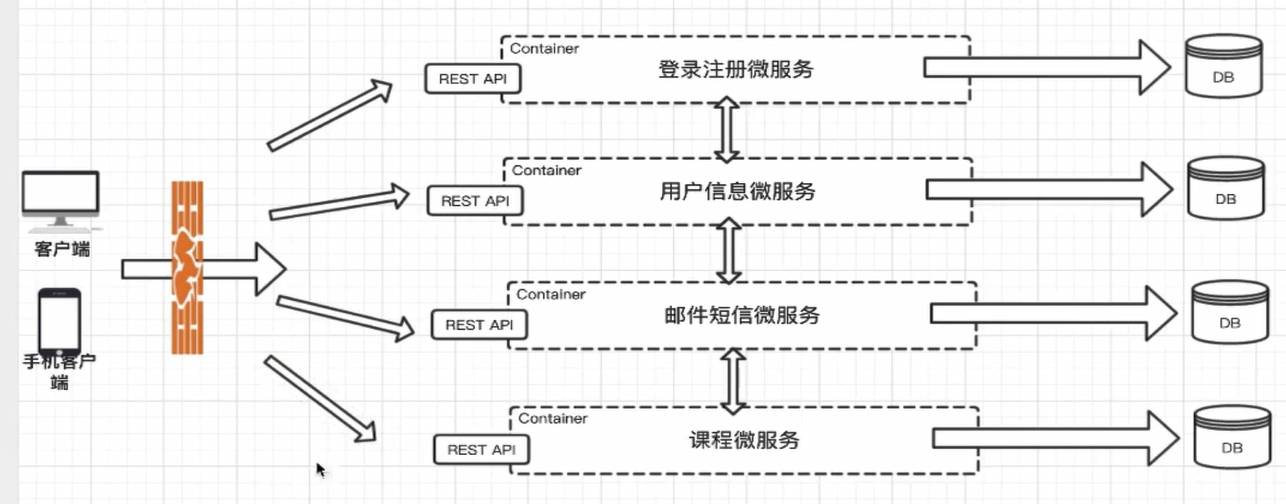 Container
登录注册微服务
REST API
DB
Container
用户信息微服务
REST API
DB
客户端
Container
邮件短信微服务
REST API
DB
手机客户
端
Container
课程微服务
REST API
DB